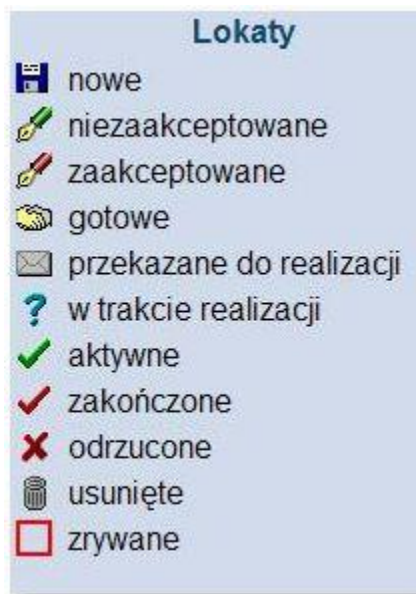 Lokaty
nowe
niezaakceptowane
zaakceptowane
gotowe
przekazane do realizacji
w trakcie realizacji
aktywne
zakończone
odrzucone
usunięte
zrywane